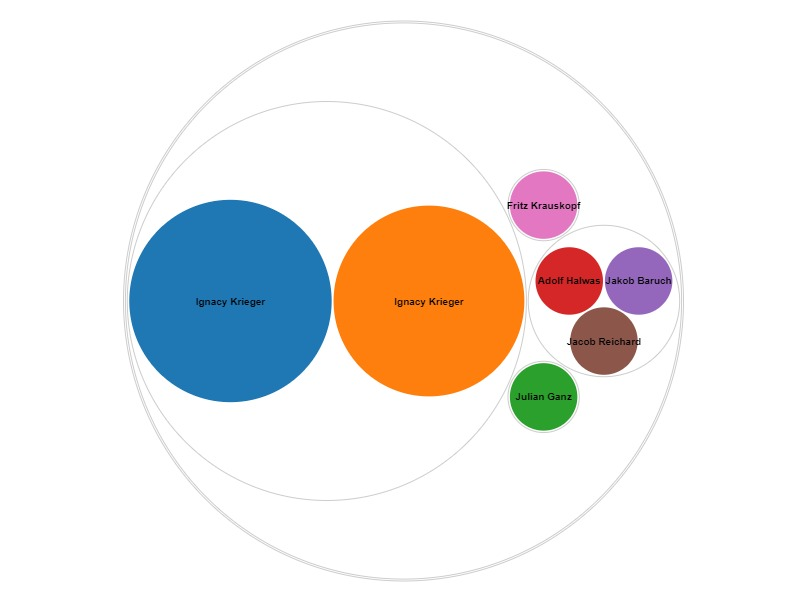 Fritz Krauskopf
Adolf Halwas
Jakob Baruch
Ignacy Krieger
Ignacy Krieger
Jacob Reichard
Julian Ganz